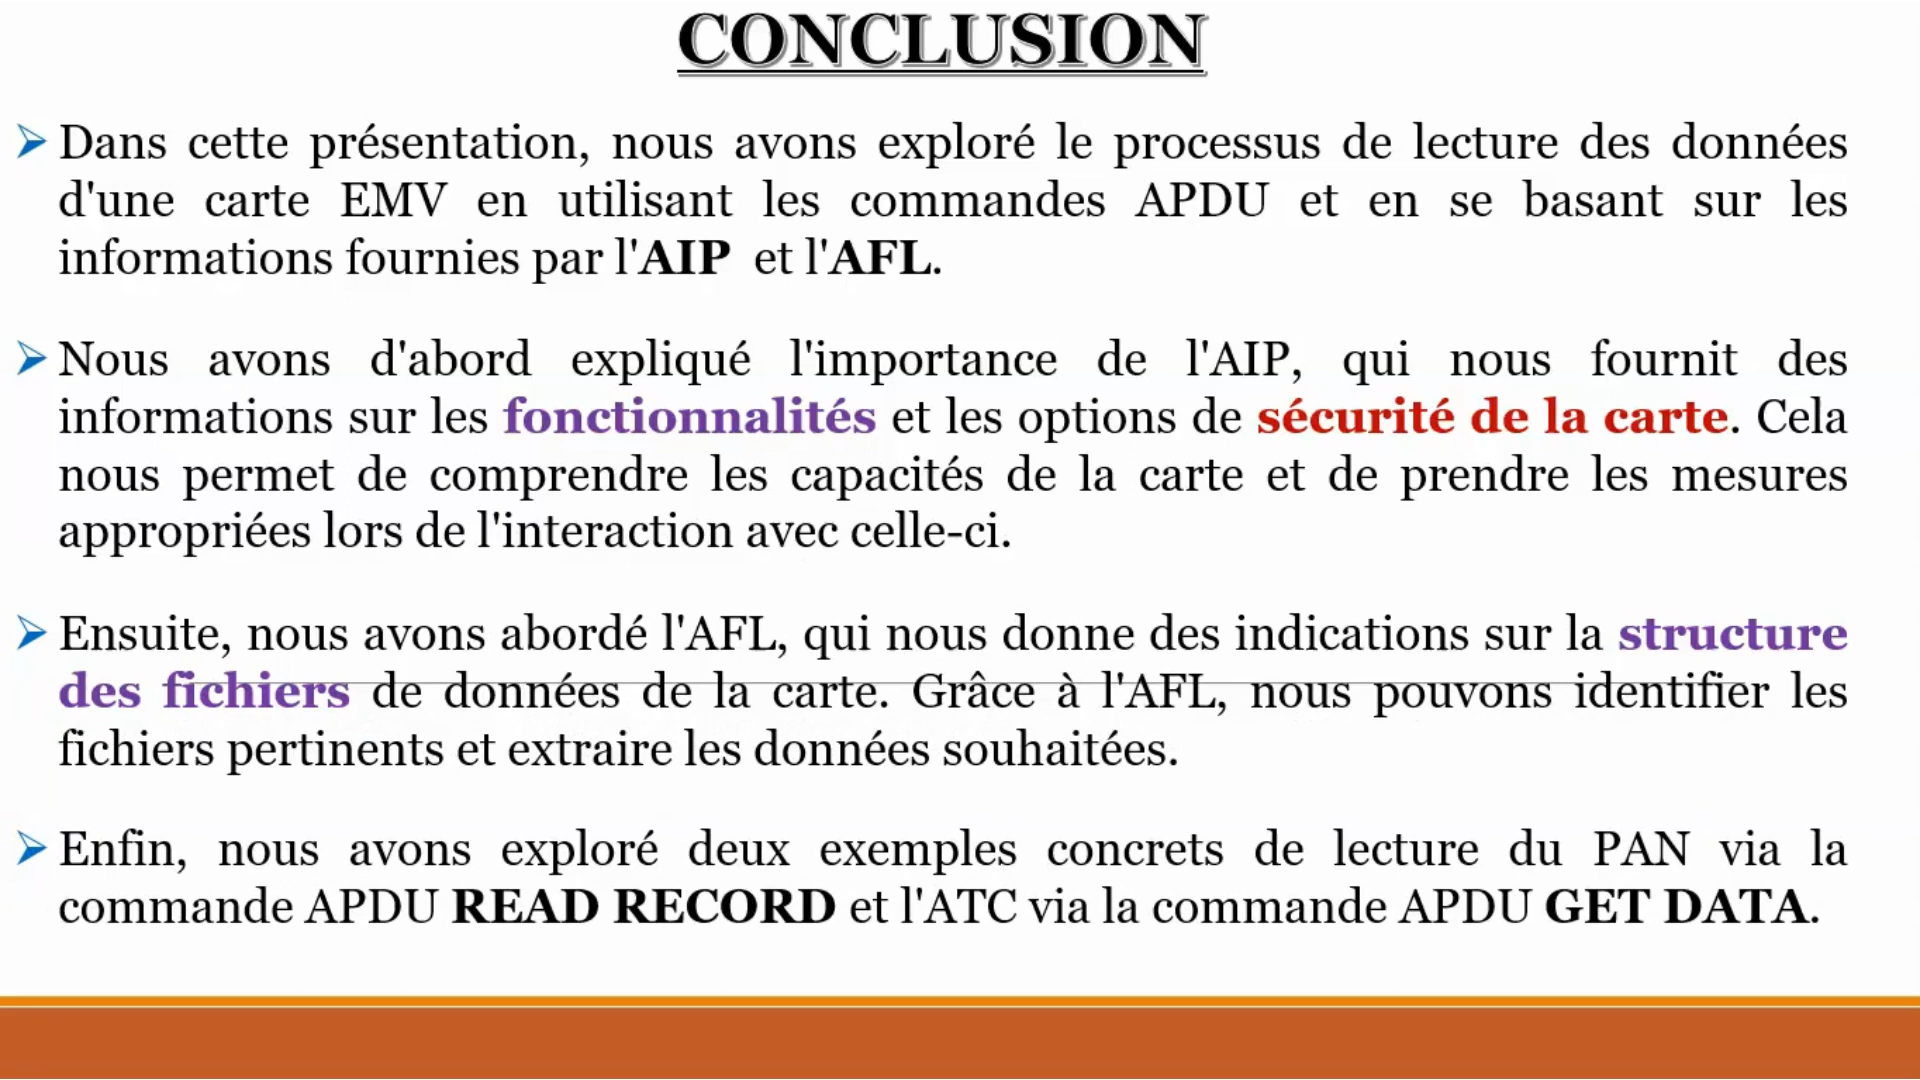 CONCLUSION
Dans cette présentation, nous avons exploré le processus de lecture des données
d'une carte EMV en utilisant les commandes APDU et en se basant sur les
informations fournies par l'AIP et l'AFL.
Nous avons d'abord expliqué l'importance de l'AIP, qui nous fournit des
informations sur les fonctionnalités et les options de sécurité de la carte. Cela
nous permet de comprendre les capacités de la carte et de prendre les mesures
appropriées lors de l'interaction avec celle-ci.
Ensuite, nous avons abordé l'AFL, qui nous donne des indications sur la structure
des fichiers de données de la carte. Grâce à l'AFL, nous pouvons identifier les
fichiers pertinents et extraire les données souhaitées.
Enfin, nous avons exploré deux exemples concrets de lecture du PAN via la
commande APDU READ RECORD et l'ATC via la commande APDU GET DATA.